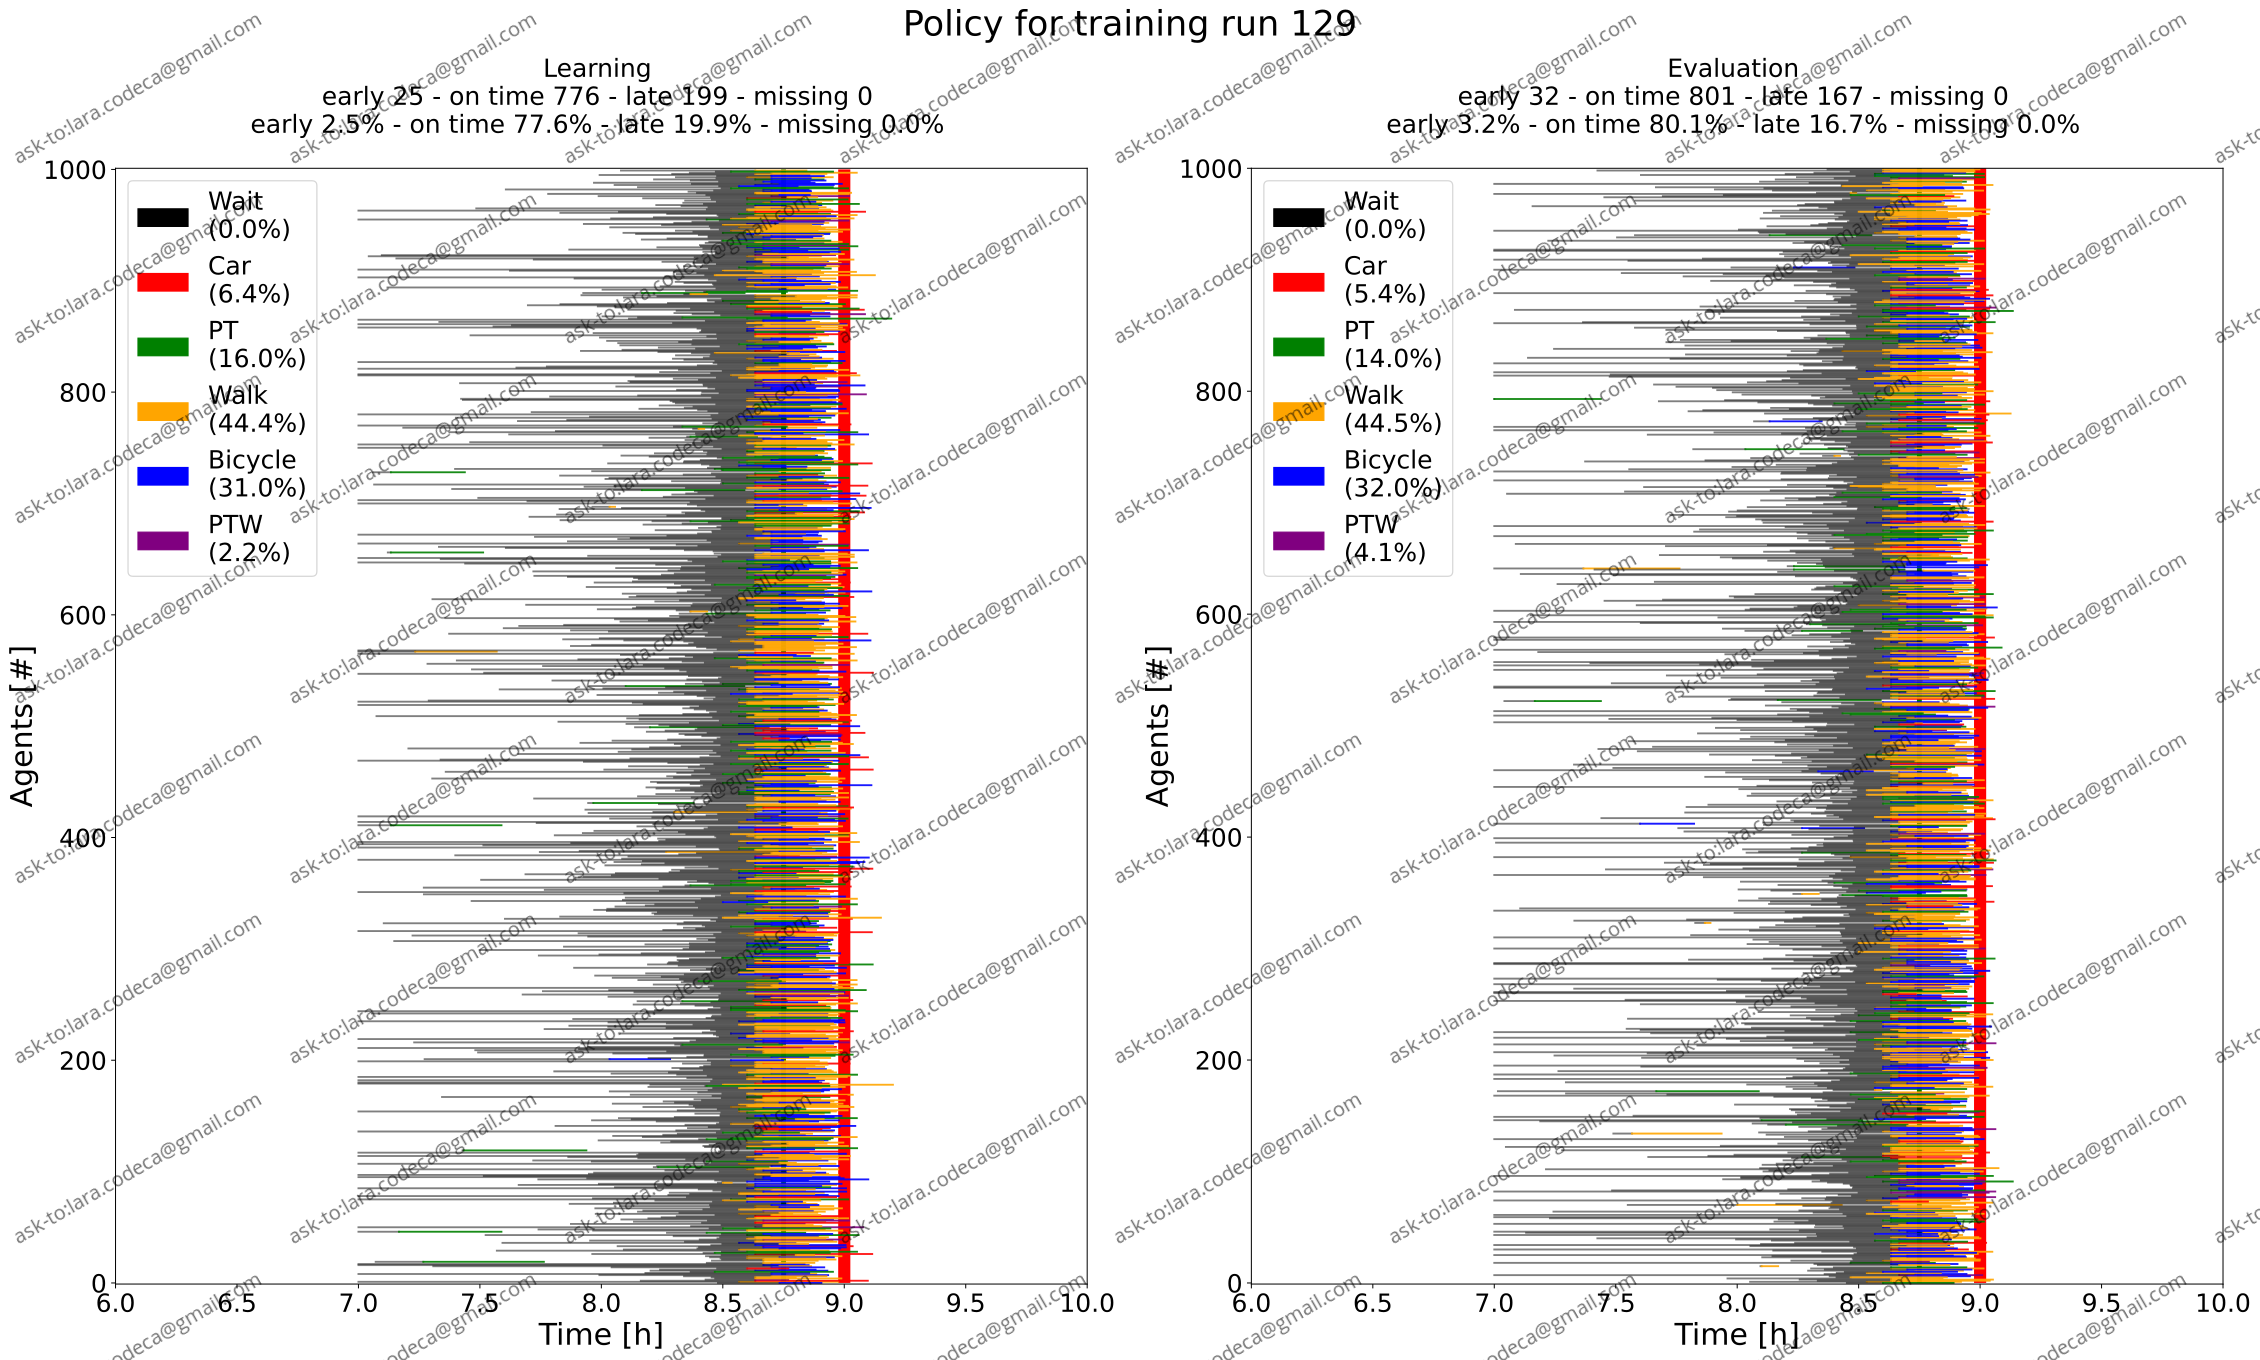 Policy for training run 129
Learning
early 25 - on time 776 - late 199 - missing 0
early 2.5% - on time 77.6% - late 19.9% - missing 0.0%
1000
800
600
400
200
0
Agents [#]
Wait
(0.0%)
Car
(6.4%)
PT
(16.0%)
Walk
(44.4%)
Bicycle
(31.0%)
PTW
(2.2%)
6.0 6.5 7.0 7.5 8.0 8.5 9.0 9.5 10.0
Time [h]
Evaluation
early 32 - on time 801 - late 167 - missing 0
early 3.2% - on time 80.1% - late 16.7% - missing 0.0%
1000
800
600
400
200
0
Agents [#]
Wait
(0.0%)
Car
(5.4%)
PT
(14.0%)
Walk
(44.5%)
Bicycle
(32.0%)
PTW
(4.1%)
6.0 6.5 7.0 7.5 8.0 8.5 9.0 9.5 10.0
Time [h]
ask-to:lara.codeca@gmail.com